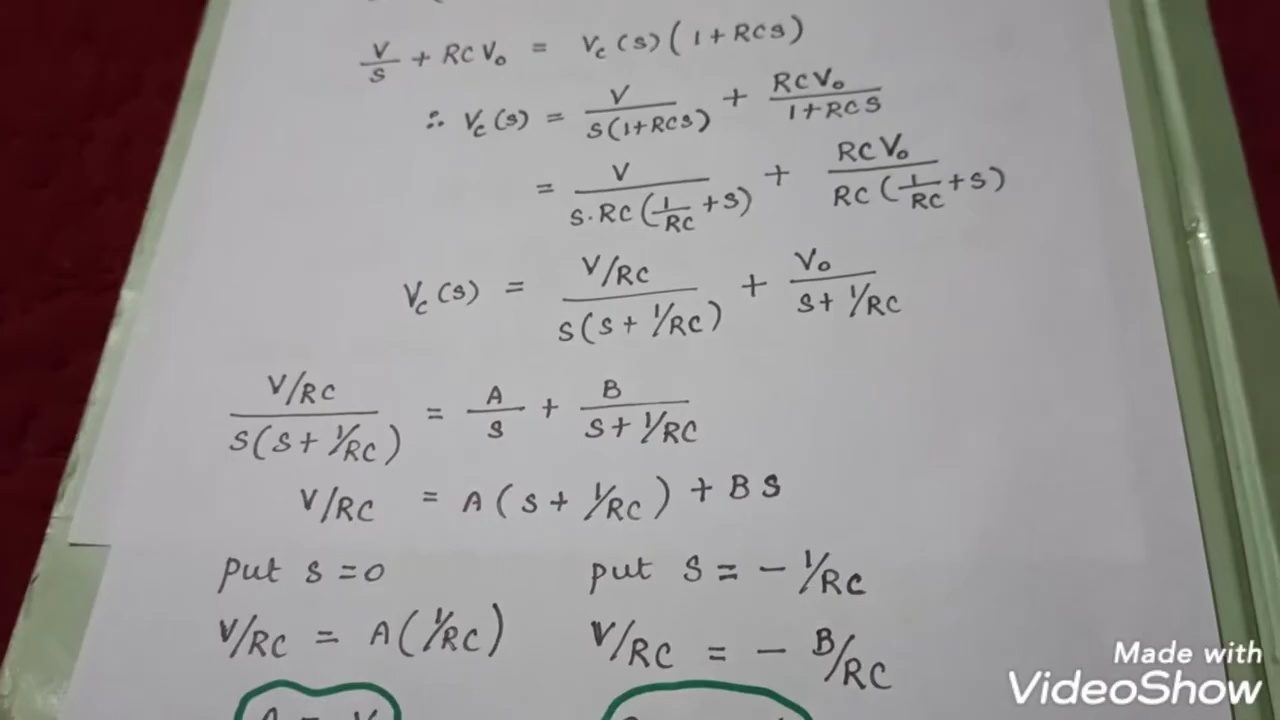 V/S + RC V₀ = V_c(s)(1+RCS)
∴ V_c(s) = V/S(1+RCS) + RCV₀/1+RCS
= V/S·RC(1/RC+S) + RCV₀/RC(1/RC+S)
V_c(s) = V/RC/S(S+1/RC) + V₀/S+1/RC
V/RC/S(S+1/RC) = A/S + B/S+1/RC
V/RC = A(S+1/RC) + BS
put S=0 put S = -1/RC
V/RC = A(1/RC) V/RC = - B/RC
A = V
Made with
VideoShow